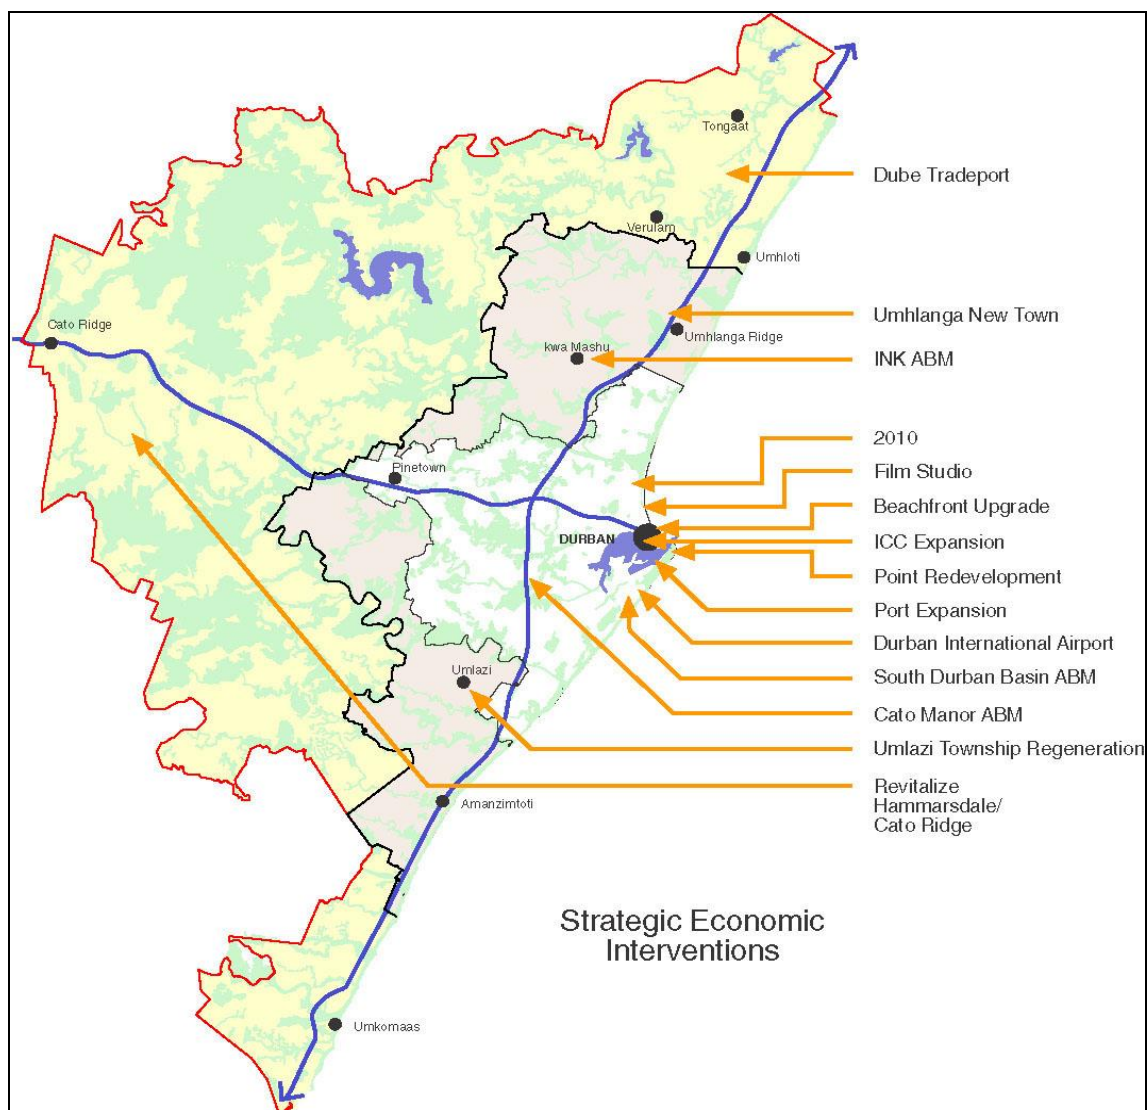 Tongaat
Dube Tradeport
Verulam
Umhloti
Umhlanga New Town
Umhlanga Ridge
Cato Ridge
kwa Mashu
INK ABM
2010
Pinetown
Film Studio
Beachfront Upgrade
DURBAN
ICC Expansion
Point Redevelopment
Port Expansion
Durban International Airport
Umlazi
South Durban Basin ABM
Cato Manor ABM
Umlazi Township Regeneration
Revitalize
Hammarsdale/
Cato Ridge
Amanzimtoti
Strategic Economic
Interventions
Umkomaas